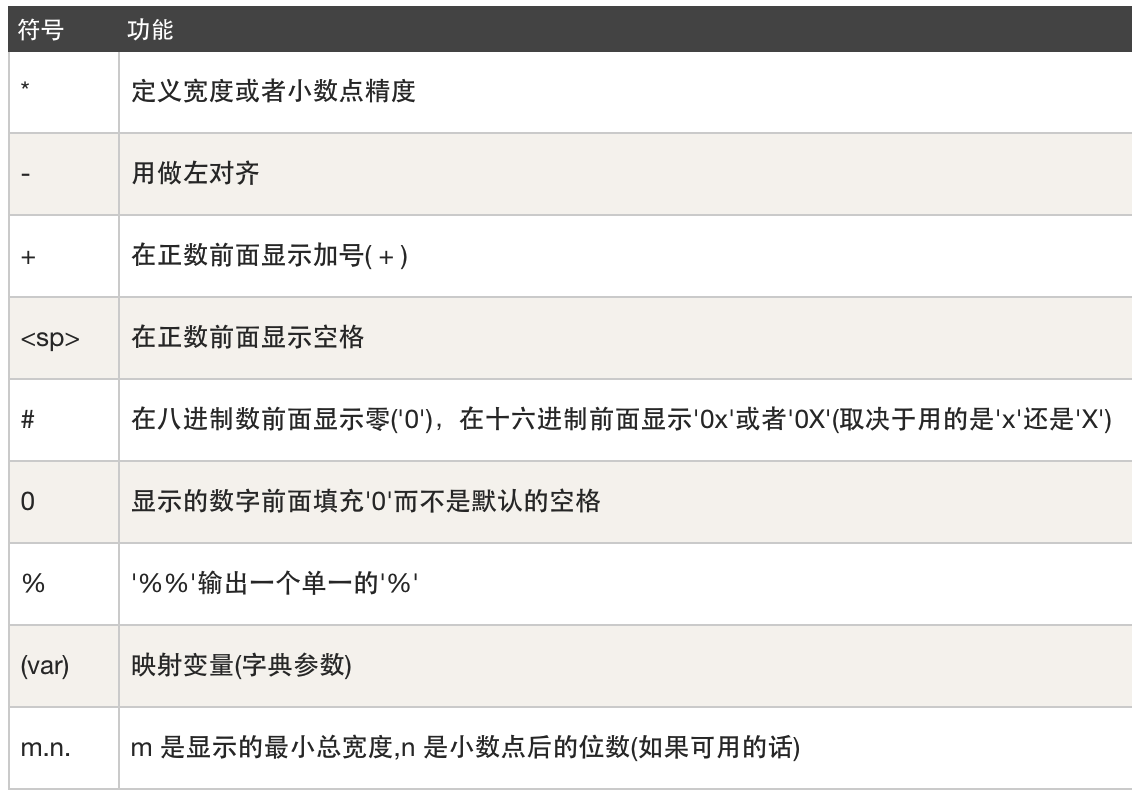 符号 功能
* 定义宽度或者小数点精度
- 用做左对齐
+ 在正数前面显示加号( + )
<sp> 在正数前面显示空格
# 在八进制数前面显示零('0')，在十六进制前面显示'0x'或者'0X'(取决于用的是'x'还是'X')
0 显示的数字前面填充'0'而不是默认的空格
% '%%'输出一个单一的'%'
(var) 映射变量(字典参数)
m.n. m 是显示的最小总宽度,n 是小数点后的位数(如果可用的话)